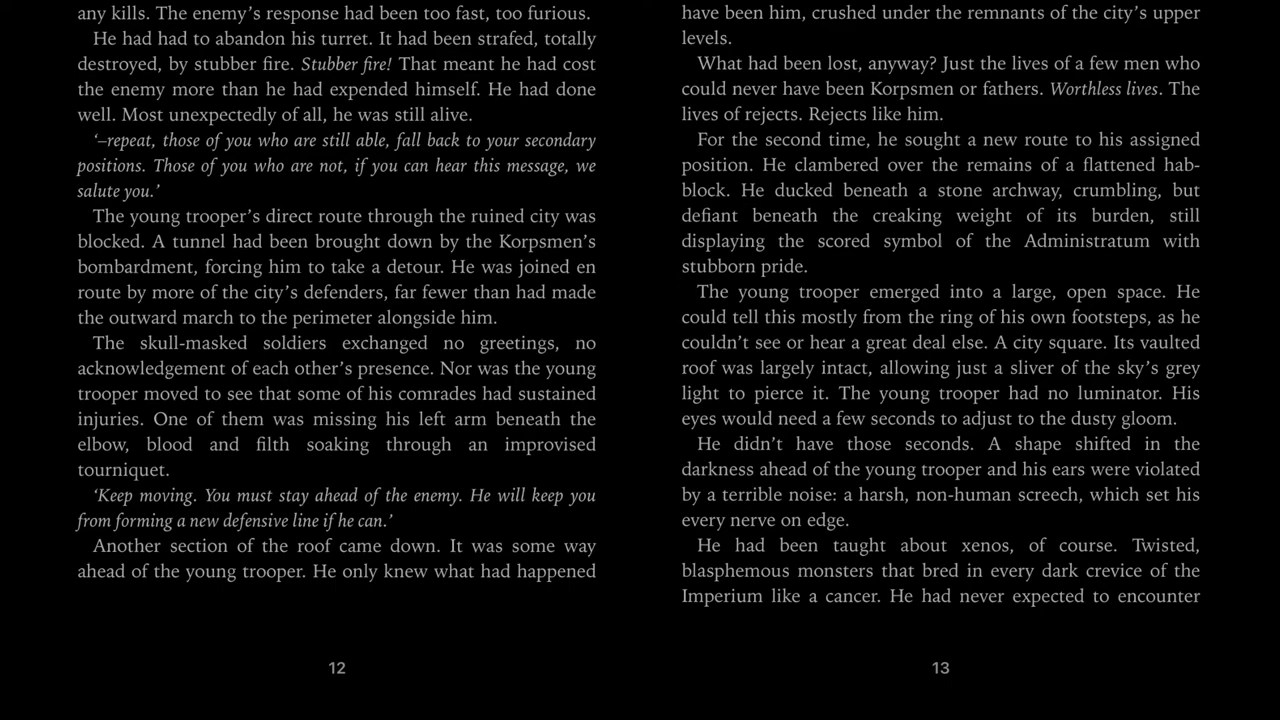 any kills. The enemy’s response had been too fast, too furious.
He had had to abandon his turret. It had been strafed, totally
destroyed, by stubber fire. Stubber fire! That meant he had cost
the enemy more than he had expended himself. He had done
well. Most unexpectedly of all, he was still alive.
‘–repeat, those of you who are still able, fall back to your secondary
positions. Those of you who are not, if you can hear this message, we
salute you.’
The young trooper’s direct route through the ruined city was
blocked. A tunnel had been brought down by the Korpsmen’s
bombardment, forcing him to take a detour. He was joined en
route by more of the city’s defenders, far fewer than had made
the outward march to the perimeter alongside him.
The skull-masked soldiers exchanged no greetings, no
acknowledgement of each other’s presence. Nor was the young
trooper moved to see that some of his comrades had sustained
injuries. One of them was missing his left arm beneath the
elbow, blood and filth soaking through an improvised
tourniquet.
‘Keep moving. You must stay ahead of the enemy. He will keep you
from forming a new defensive line if he can.’
Another section of the roof came down. It was some way
ahead of the young trooper. He only knew what had happened
12
have been him, crushed under the remnants of the city’s upper
levels.
What had been lost, anyway? Just the lives of a few men who
could never have been Korpsmen or fathers. Worthless lives. The
lives of rejects. Rejects like him.
For the second time, he sought a new route to his assigned
position. He clambered over the remains of a flattened hab-
block. He ducked beneath a stone archway, crumbling, but
defiant beneath the creaking weight of its burden, still
displaying the scored symbol of the Administratum with
stubborn pride.
The young trooper emerged into a large, open space. He
could tell this mostly from the ring of his own footsteps, as he
couldn’t see or hear a great deal else. A city square. Its vaulted
roof was largely intact, allowing just a sliver of the sky’s grey
light to pierce it. The young trooper had no luminator. His
eyes would need a few seconds to adjust to the dusty gloom.
He didn’t have those seconds. A shape shifted in the
darkness ahead of the young trooper and his ears were violated
by a terrible noise: a harsh, non-human screech, which set his
every nerve on edge.
He had been taught about xenos, of course. Twisted,
blasphemous monsters that bred in every dark crevice of the
Imperium like a cancer. He had never expected to encounter
13